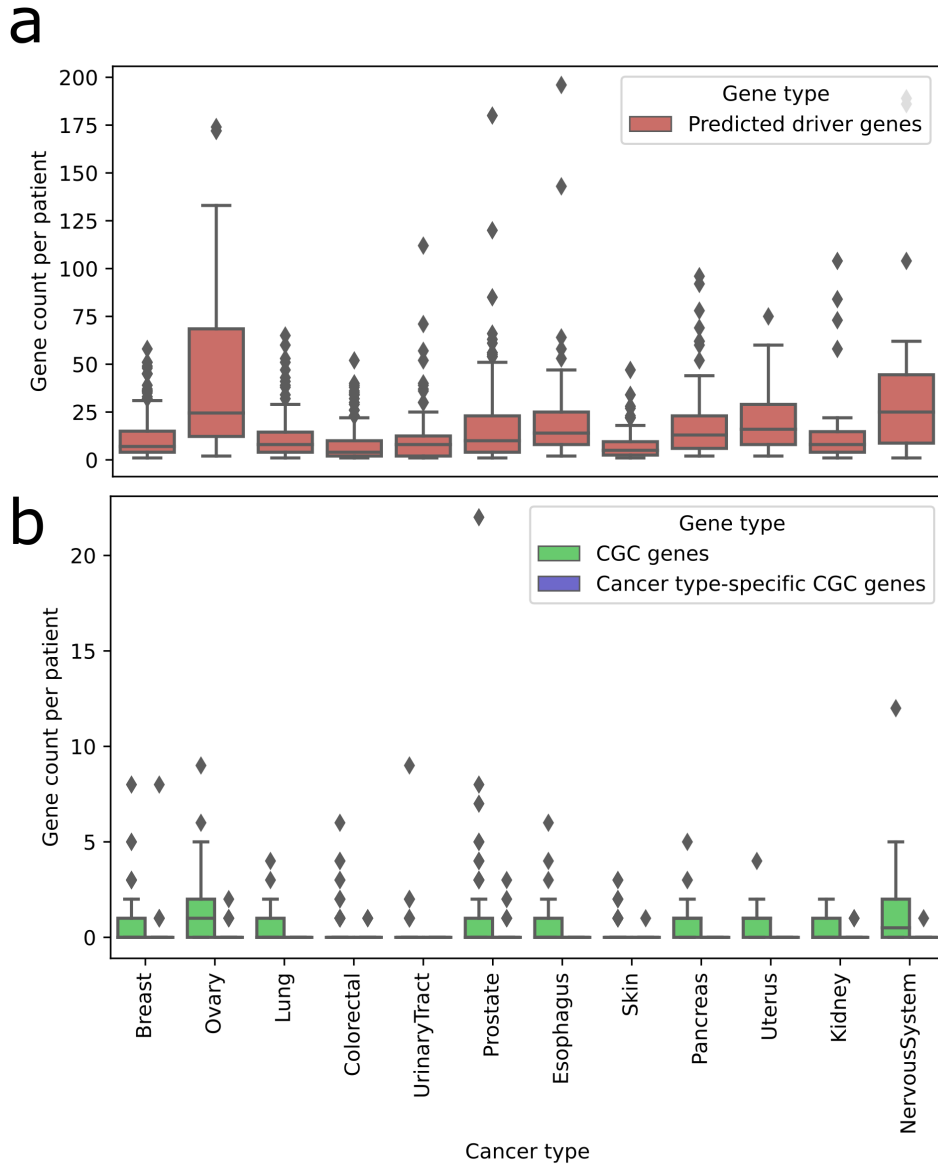 a
200
175
150
125
100
75
50
25
0
Gene count per patient
Gene type
Predicted driver genes
b
20
15
10
5
0
Gene count per patient
Gene type
CGC genes
Cancer type-specific CGC genes
Breast
Ovary
Lung
Colorectal
UrinaryTract
Prostate
Esophagus
Skin
Pancreas
Uterus
Kidney
NervousSystem
Cancer type